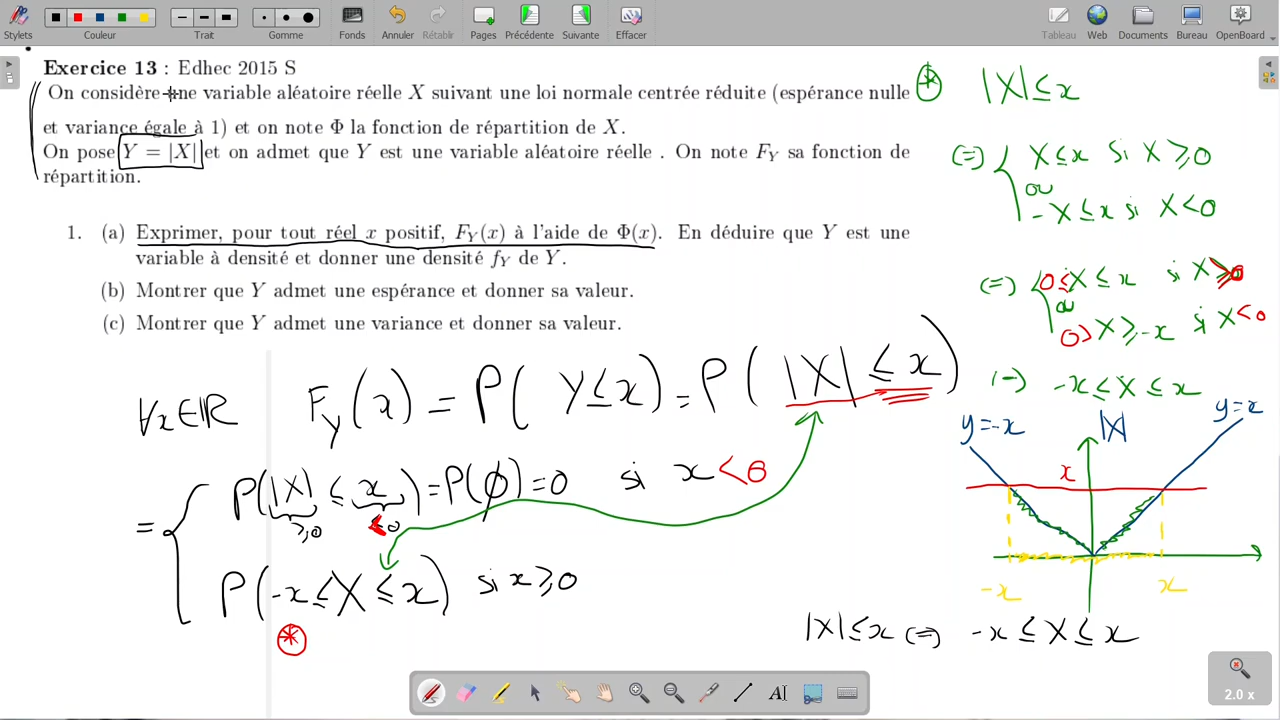 Stylets Couleur Trait Gomme Fonds Annuler Rétablir Pages Précédente Suivante Effacer Tableau Web Documents Bureau OpenBoard
Exercice 13 : Edhec 2015 S
On considère une variable aléatoire réelle X suivant une loi normale centrée réduite (espérance nulle
et variance égale à 1) et on note Φ la fonction de répartition de X.
On pose Y = |X| et on admet que Y est une variable aléatoire réelle . On note F_Y sa fonction de
répartition.
1. (a) Exprimer, pour tout réel x positif, F_Y(x) à l'aide de Φ(x). En déduire que Y est une
variable à densité et donner une densité f_Y de Y.
(b) Montrer que Y admet une espérance et donner sa valeur.
(c) Montrer que Y admet une variance et donner sa valeur.
∀x∈ℝ F_Y(x) = P( Y≤x) = P( |X| ≤ x )
= { P(|X| ≤ x) = P(∅) = 0 si x < 0
≥0 <0
P(-x ≤ X ≤ x) si x ≥ 0
*
* |X| ≤ x
(=) { X ≤ x si X ≥ 0
ou
-X ≤ x si X < 0
(=) { 0 ≤ X ≤ x si X ≥ 0
ou
0 > X ≥ -x si X < 0
(=) -x ≤ X ≤ x
y=-x |X| y=x
x
-x x
|X| ≤ x (=) -x ≤ X ≤ x
2.0 x